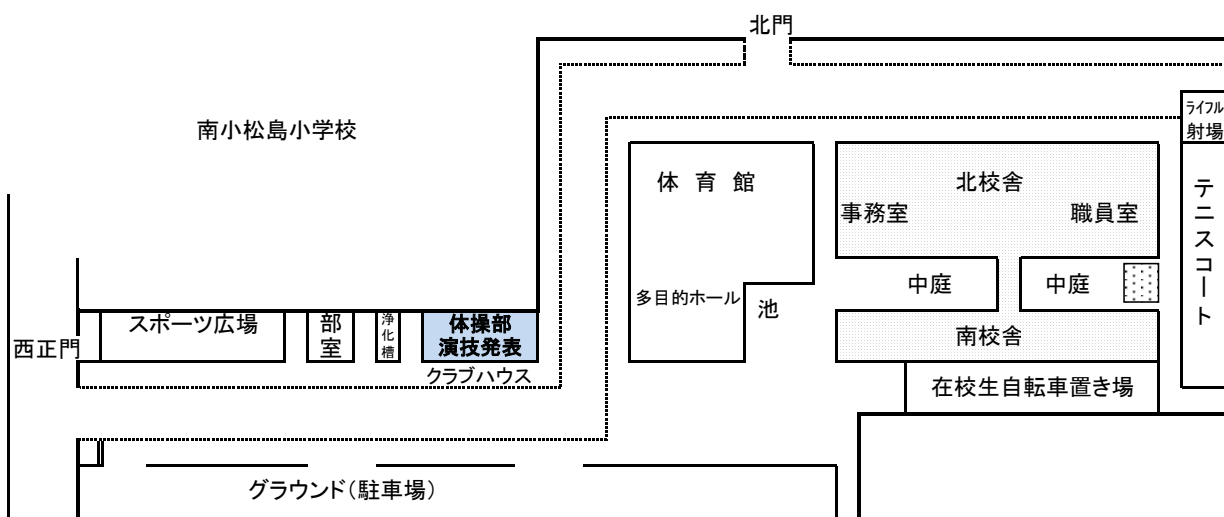 北門
南小松島小学校
ライフル
射場
体育館
北校舎
事務室
職員室
テニスコート
多目的ホール
池
中庭
中庭
スポーツ広場
部室
浄化槽
体操部
演技発表
南校舎
西正門
クラブハウス
在校生自転車置き場
グラウンド(駐車場)